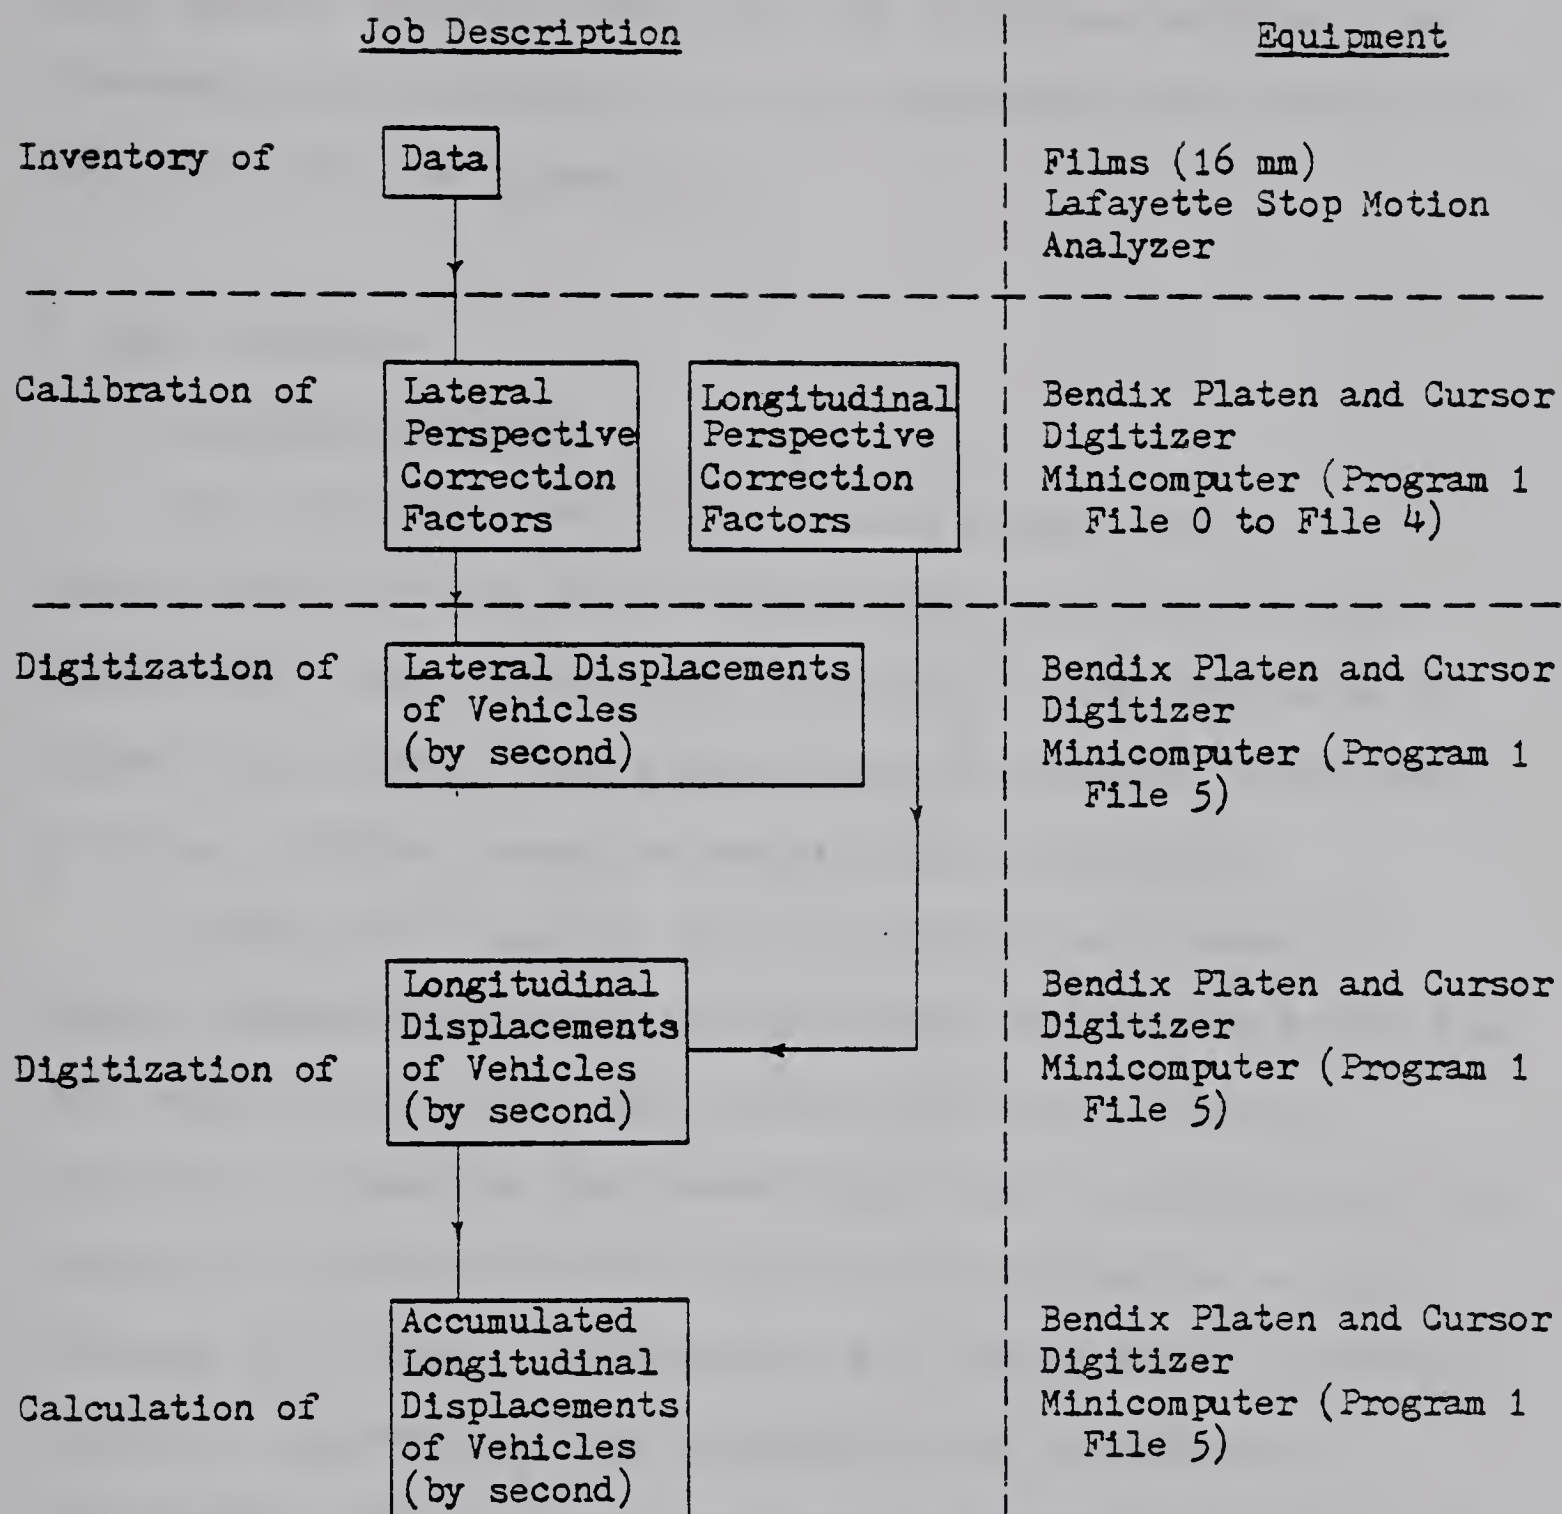 Job Description
Equipment
Inventory of
Data
Films (16 mm)
Lafayette Stop Motion
Analyzer
Calibration of
Lateral
Perspective
Correction
Factors
Longitudinal
Perspective
Correction
Factors
Bendix Platen and Cursor
Digitizer
Minicomputer (Program 1
File 0 to File 4)
Digitization of
Lateral Displacements
of Vehicles
(by second)
Bendix Platen and Cursor
Digitizer
Minicomputer (Program 1
File 5)
Digitization of
Longitudinal
Displacements
of Vehicles
(by second)
Bendix Platen and Cursor
Digitizer
Minicomputer (Program 1
File 5)
Calculation of
Accumulated
Longitudinal
Displacements
of Vehicles
(by second)
Bendix Platen and Cursor
Digitizer
Minicomputer (Program 1
File 5)